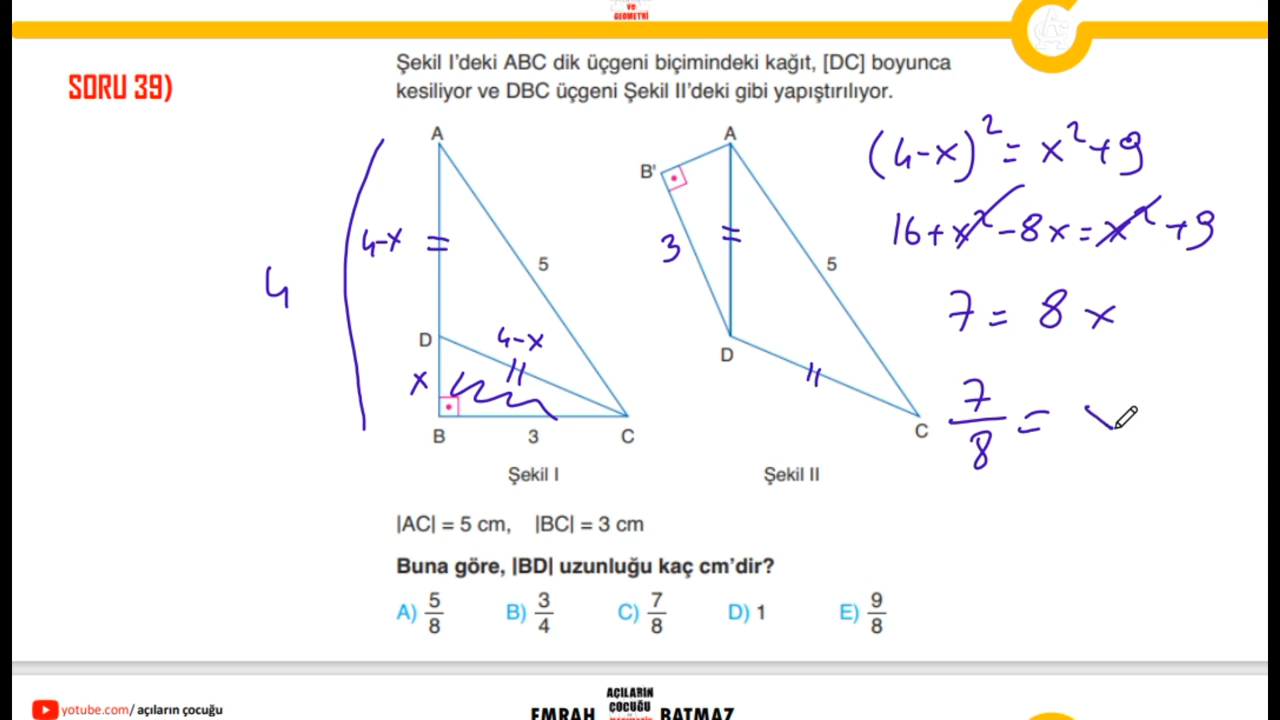 VE
GEOMETRİ
SORU 39)
Şekil I'deki ABC dik üçgeni biçimindeki kağıt, [DC] boyunca
kesiliyor ve DBC üçgeni Şekil II'deki gibi yapıştırılıyor.
A
4-x
4
5
D
4-x
x
B
3
C
Şekil I
A
B'
3
5
D
C
Şekil II
(4-x)² = x²+9
16+x²-8x=x²+9
7 = 8x
7/8 =
|AC| = 5 cm, |BC| = 3 cm
Buna göre, |BD| uzunluğu kaç cm'dir?
A) 5/8 B) 3/4 C) 7/8 D) 1 E) 9/8
yotube.com/ açıların çocuğu
AÇILARIN
ÇOCUĞU
EMRAH BATMAZ